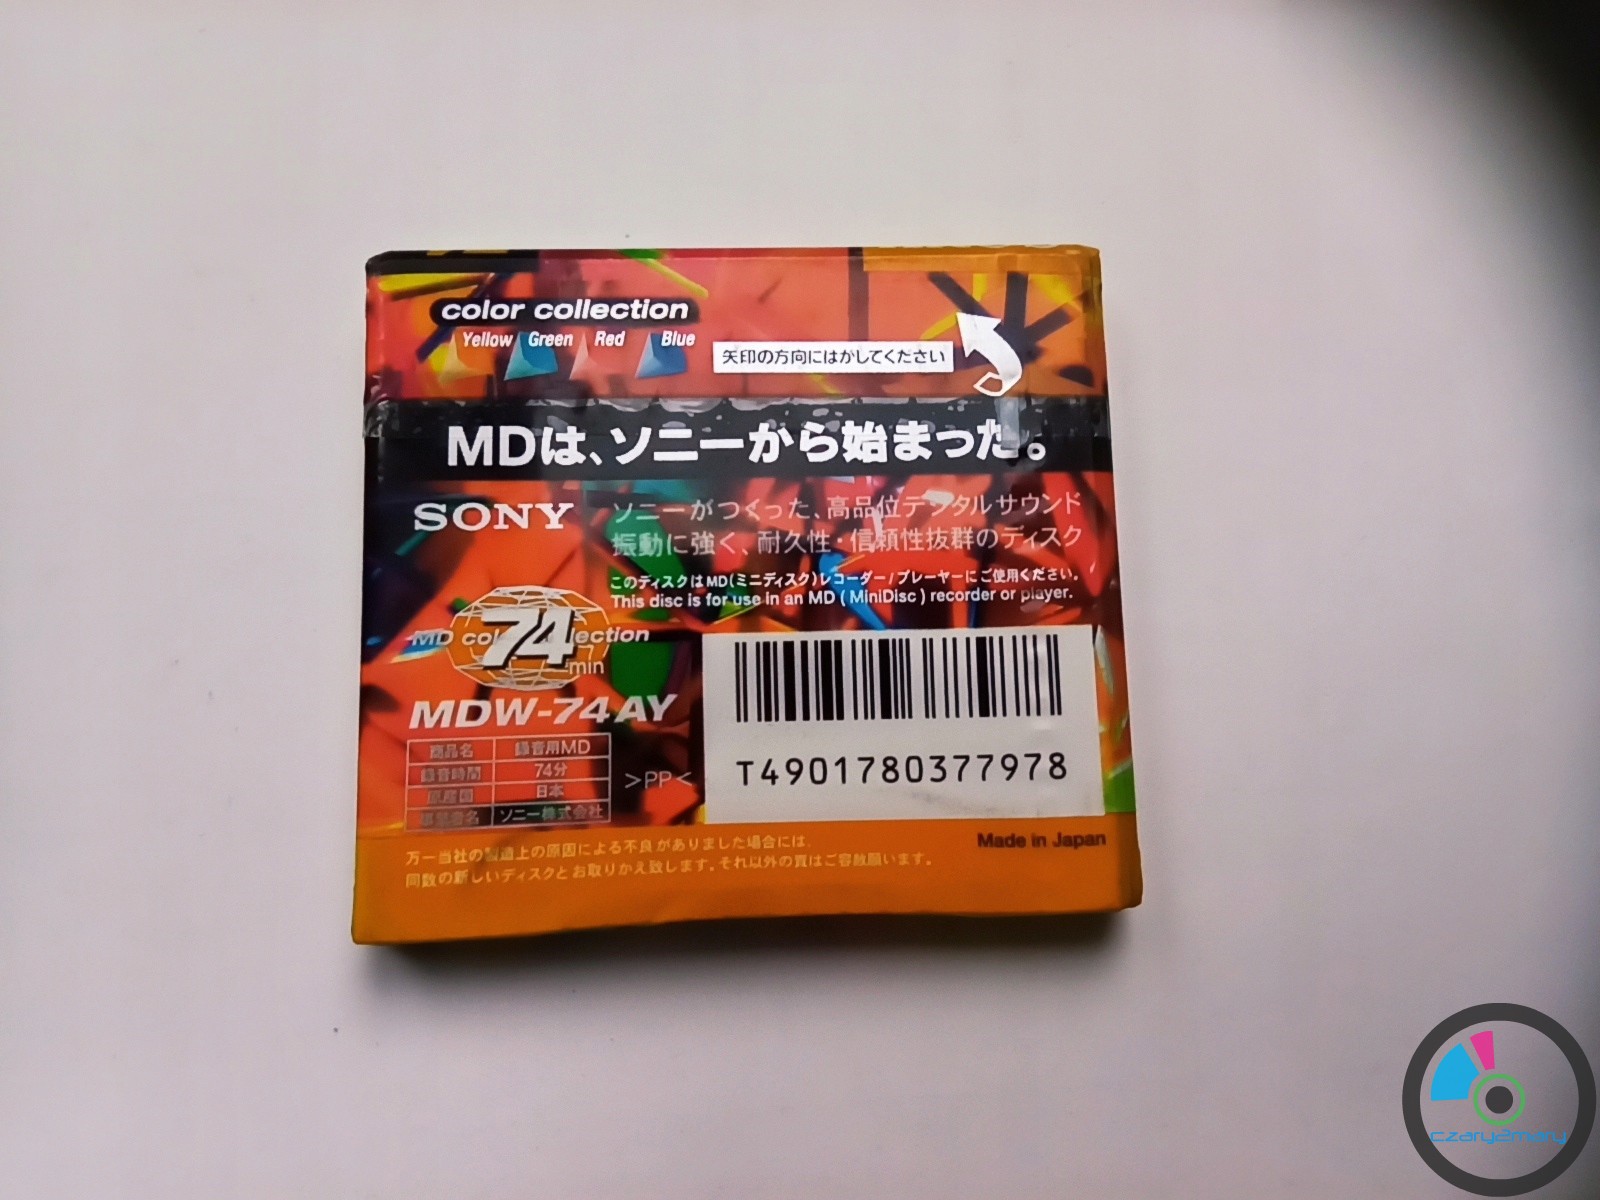 color collection
Yellow Green Red Blue
矢印の方向にはがしてください
MDは、ソニーから始まった。
SONY
ソニーがつくった、高品位デジタルサウンド
振動に強く、耐久性・信頼性抜群のディスク
このディスクはMD(ミニディスク)レコーダー/プレーヤーにご使用ください。
This disc is for use in an MD ( MiniDisc ) recorder or player.
MD color collection
74
min
MDW-74 AY
商品名 録音用MD
録音時間 74分
原産国 日本
ソニー株式会社
>PP<
T4901780377978
Made in Japan
万一当社の製造上の原因による不良がありました場合には、
同数の新しいディスクとお取りかえ致します。それ以外の責はご容赦願います。
czary2mary